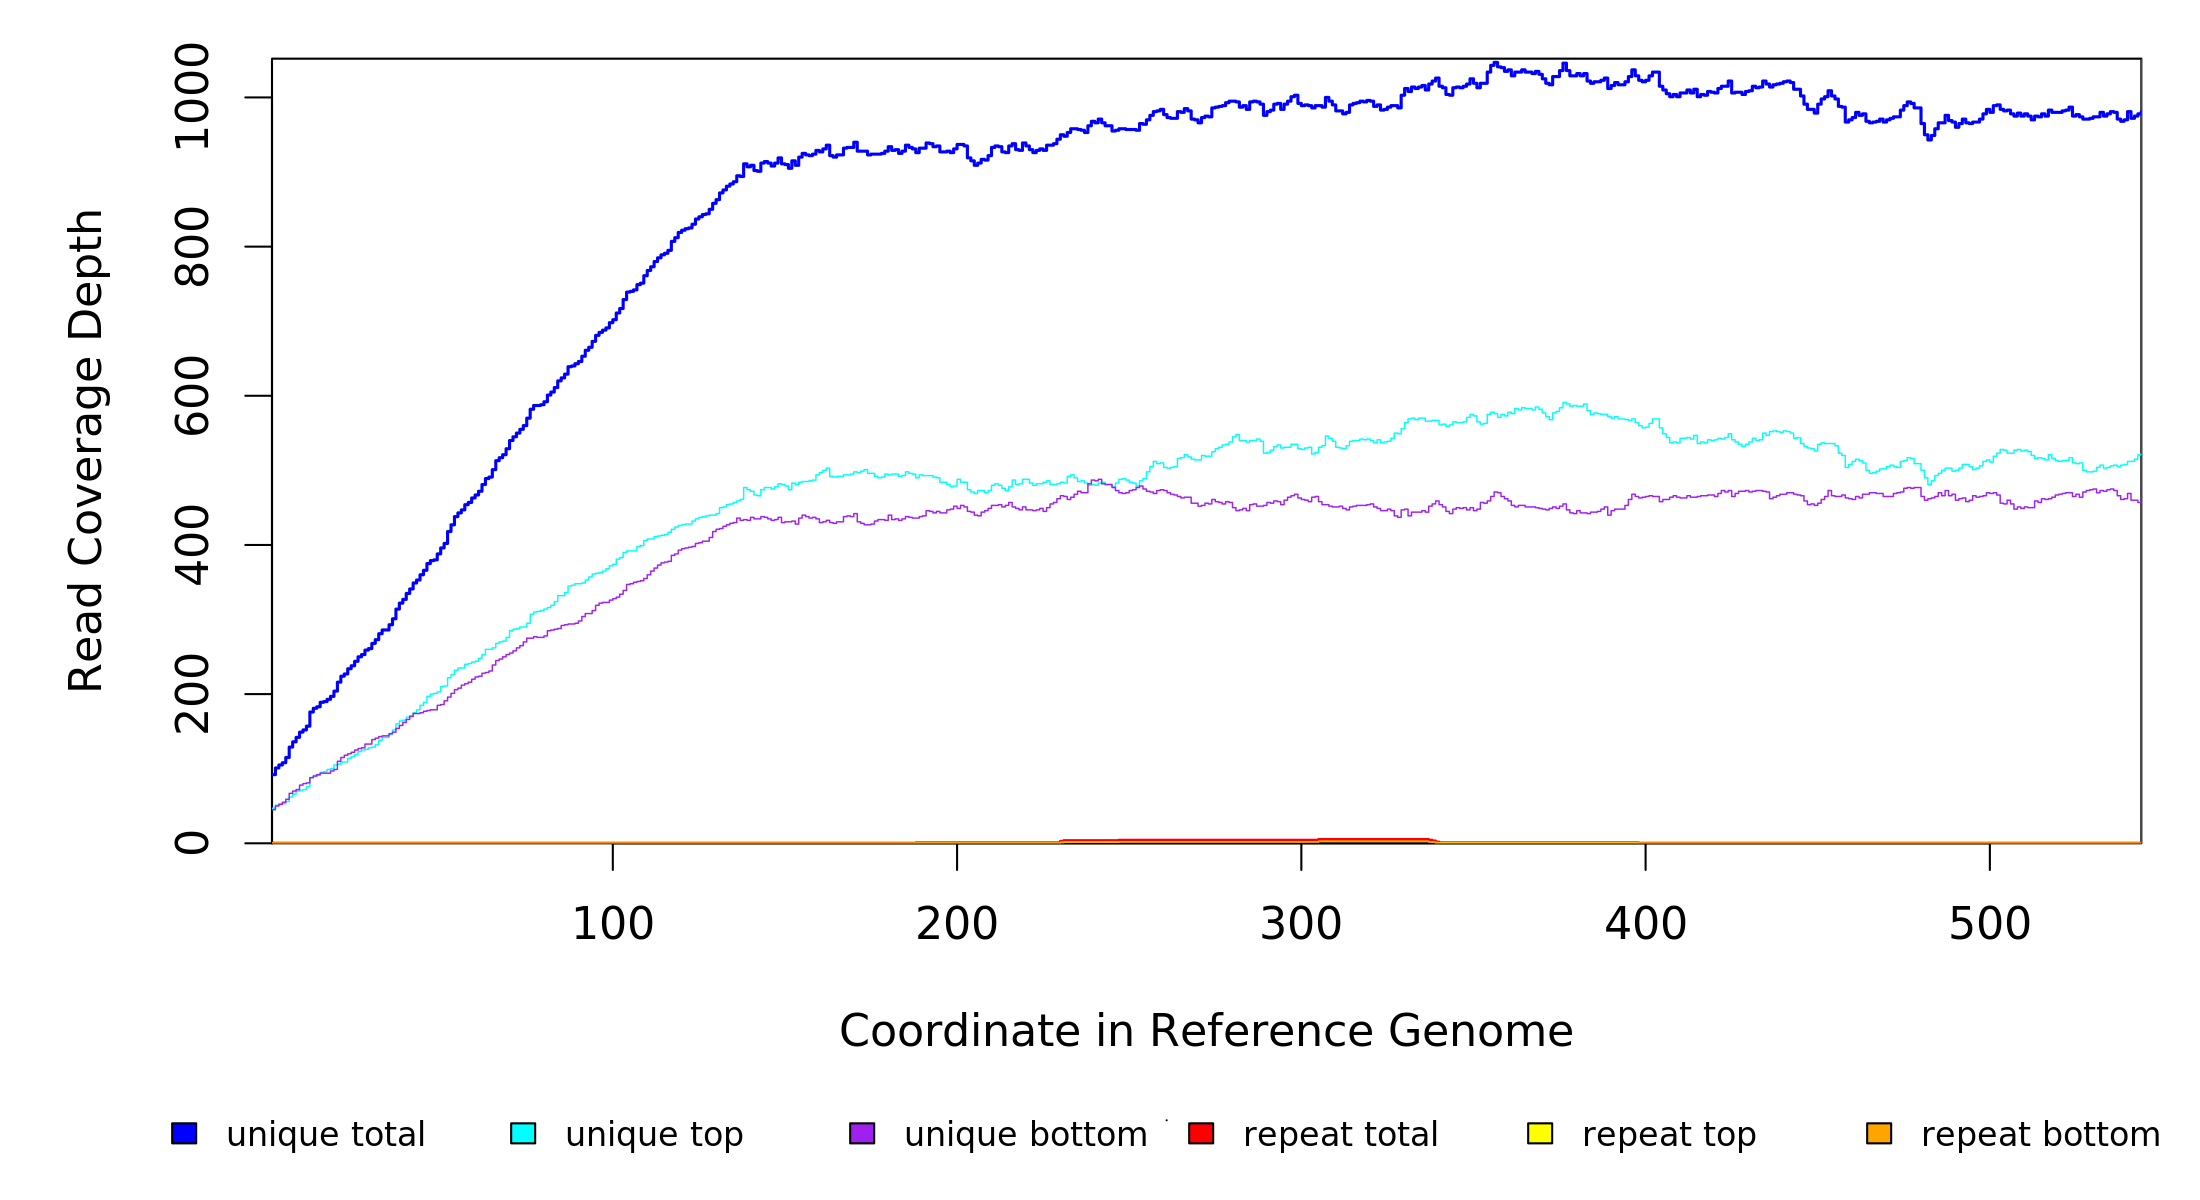 Read Coverage Depth
1000
800
600
400
200
0
100 200 300 400 500
Coordinate in Reference Genome
unique total unique top unique bottom repeat total repeat top repeat bottom